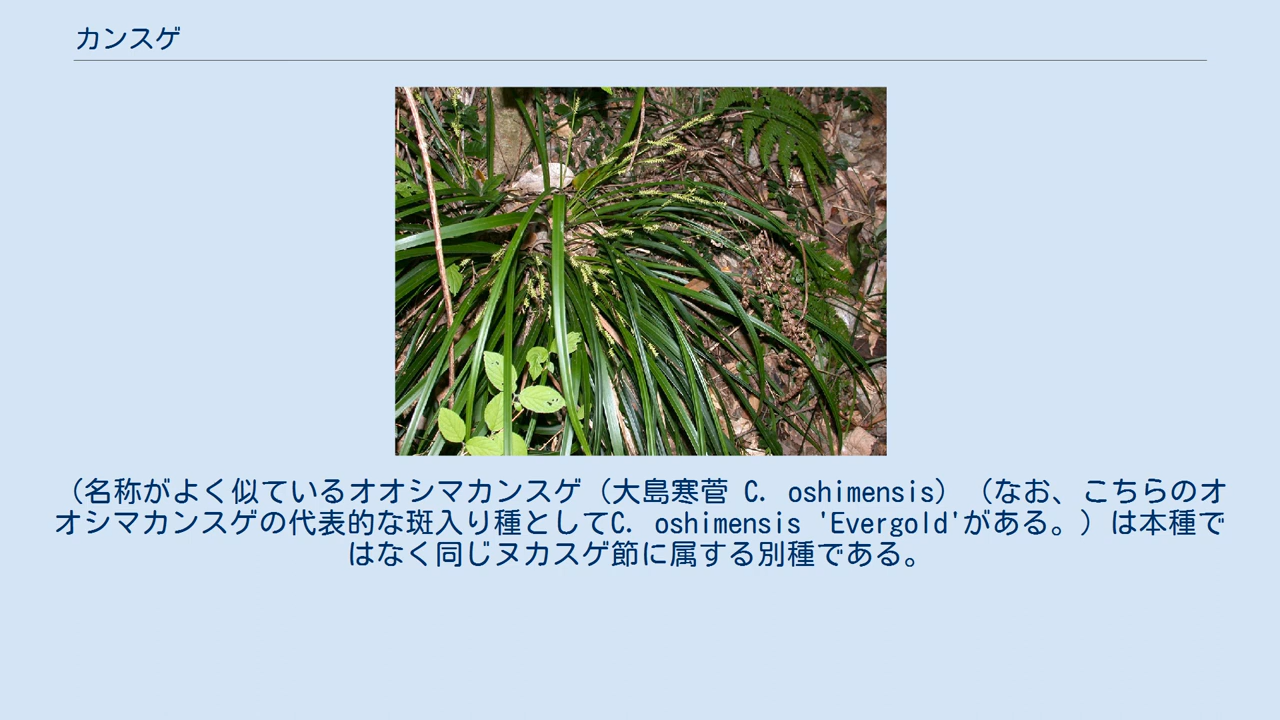 カンスゲ
（名称がよく似ているオオシマカンスゲ（大島寒菅 C. oshimensis）（なお、こちらのオ
オシマカンスゲの代表的な斑入り種としてC. oshimensis 'Evergold'がある。）は本種で
はなく同じヌカスゲ節に属する別種である。